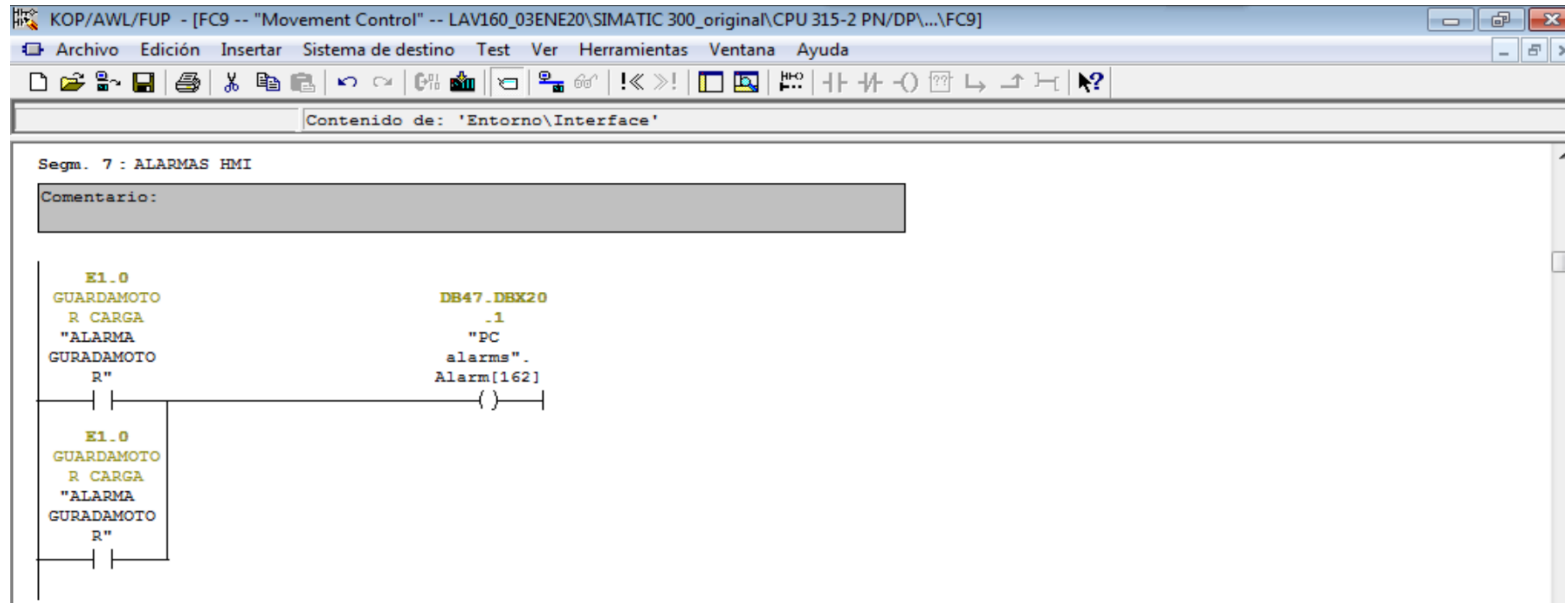 KOP/AWL/FUP - [FC9 -- "Movement Control" -- LAV160_03ENE20\SIMATIC 300_original\CPU 315-2 PN/DP\...\FC9]
Archivo Edición Insertar Sistema de destino Test Ver Herramientas Ventana Ayuda
Contenido de: 'Entorno\Interface'
Segm. 7 : ALARMAS HMI
Comentario:
E1.0
GUARDAMOTO
R CARGA
"ALARMA
GURADAMOTO
R"
DB47.DBX20
.1
"PC
alarms".
Alarm[162]
E1.0
GUARDAMOTO
R CARGA
"ALARMA
GURADAMOTO
R"